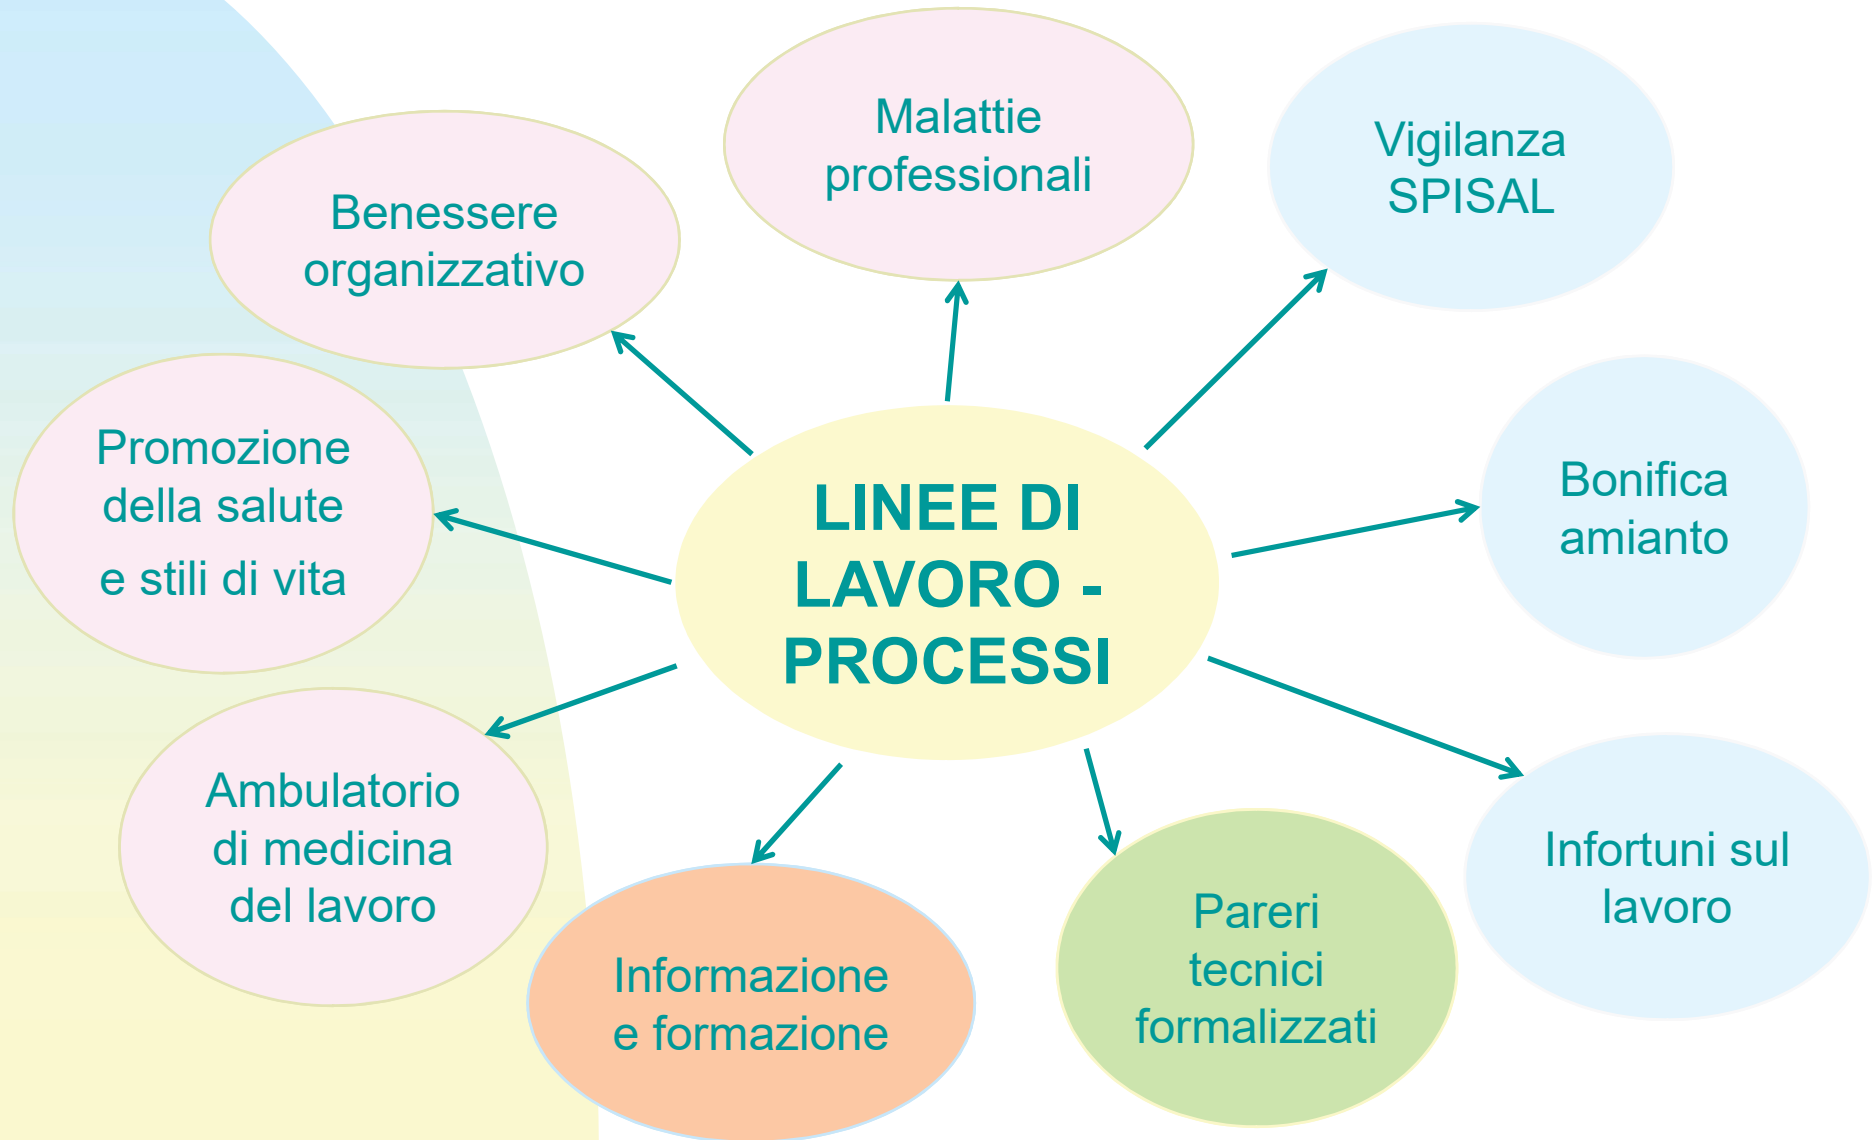 Malattie
professionali
Vigilanza
SPISAL
Benessere
organizzativo
Promozione
della salute
e stili di vita
LINEE DI
LAVORO -
PROCESSI
Bonifica
amianto
Ambulatorio
di medicina
del lavoro
Infortuni sul
lavoro
Informazione
e formazione
Pareri
tecnici
formalizzati